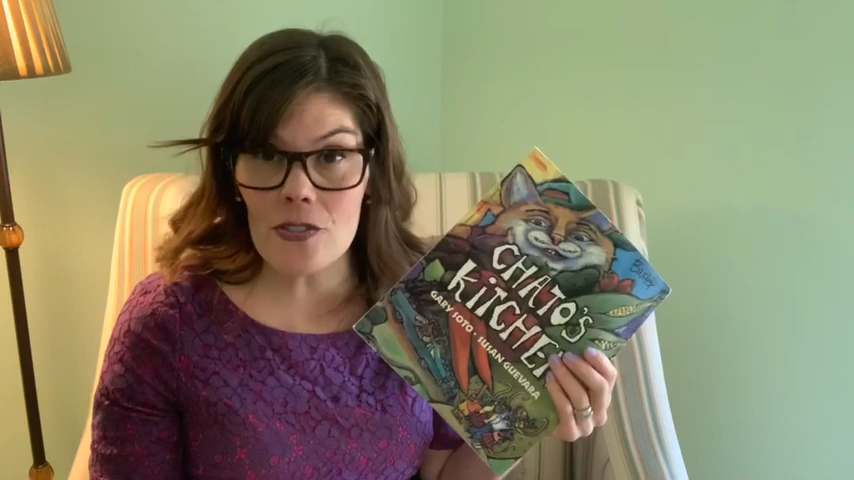 CHATO'S
KITCHEN
GARY SOTO • SUSAN GUEVARA